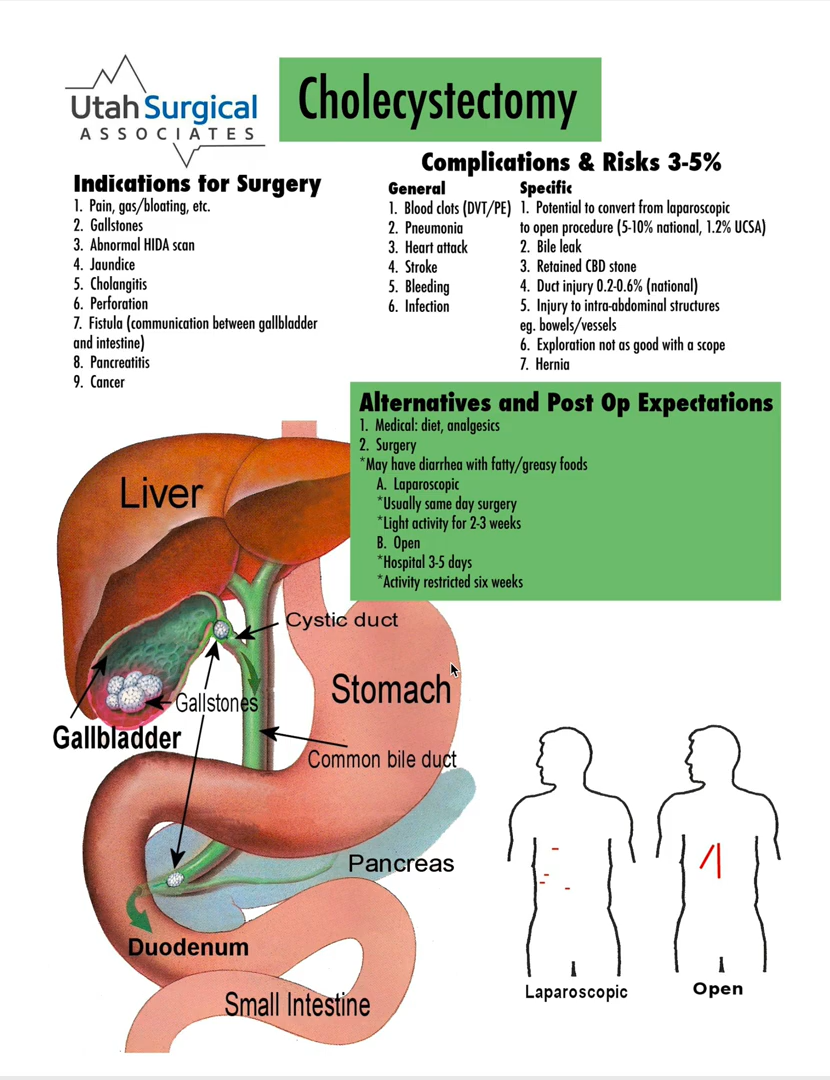 Utah Surgical
ASSOCIATES
Cholecystectomy
Indications for Surgery
1. Pain, gas/bloating, etc.
2. Gallstones
3. Abnormal HIDA scan
4. Jaundice
5. Cholangitis
6. Perforation
7. Fistula (communication between gallbladder
and intestine)
8. Pancreatitis
9. Cancer
Complications & Risks 3-5%
General
1. Blood clots (DVT/PE)
2. Pneumonia
3. Heart attack
4. Stroke
5. Bleeding
6. Infection
Specific
1. Potential to convert from laparoscopic
to open procedure (5-10% national, 1.2% UCSA)
2. Bile leak
3. Retained CBD stone
4. Duct injury 0.2-0.6% (national)
5. Injury to intra-abdominal structures
eg. bowels/vessels
6. Exploration not as good with a scope
7. Hernia
Alternatives and Post Op Expectations
1. Medical: diet, analgesics
2. Surgery
*May have diarrhea with fatty/greasy foods
A. Laparoscopic
*Usually same day surgery
*Light activity for 2-3 weeks
B. Open
*Hospital 3-5 days
*Activity restricted six weeks
Liver
Cystic duct
Stomach
Gallstones
Gallbladder
Common bile duct
Pancreas
Duodenum
Small Intestine
Laparoscopic
Open